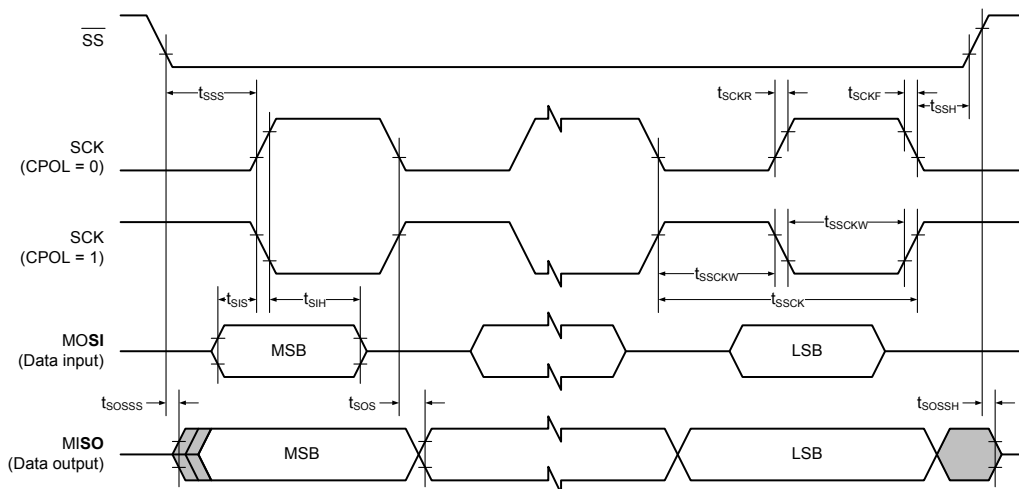 SS
tSSS
tSCKR
tSCKF
tSSH
SCK
(CPOL = 0)
SCK
(CPOL = 1)
tSSCKW
tSSCKW
tSSCK
tSIS
tSIH
MOSI
(Data input)
MSB
LSB
tSOSSS
tSOS
tSOSSH
MISO
(Data output)
MSB
LSB